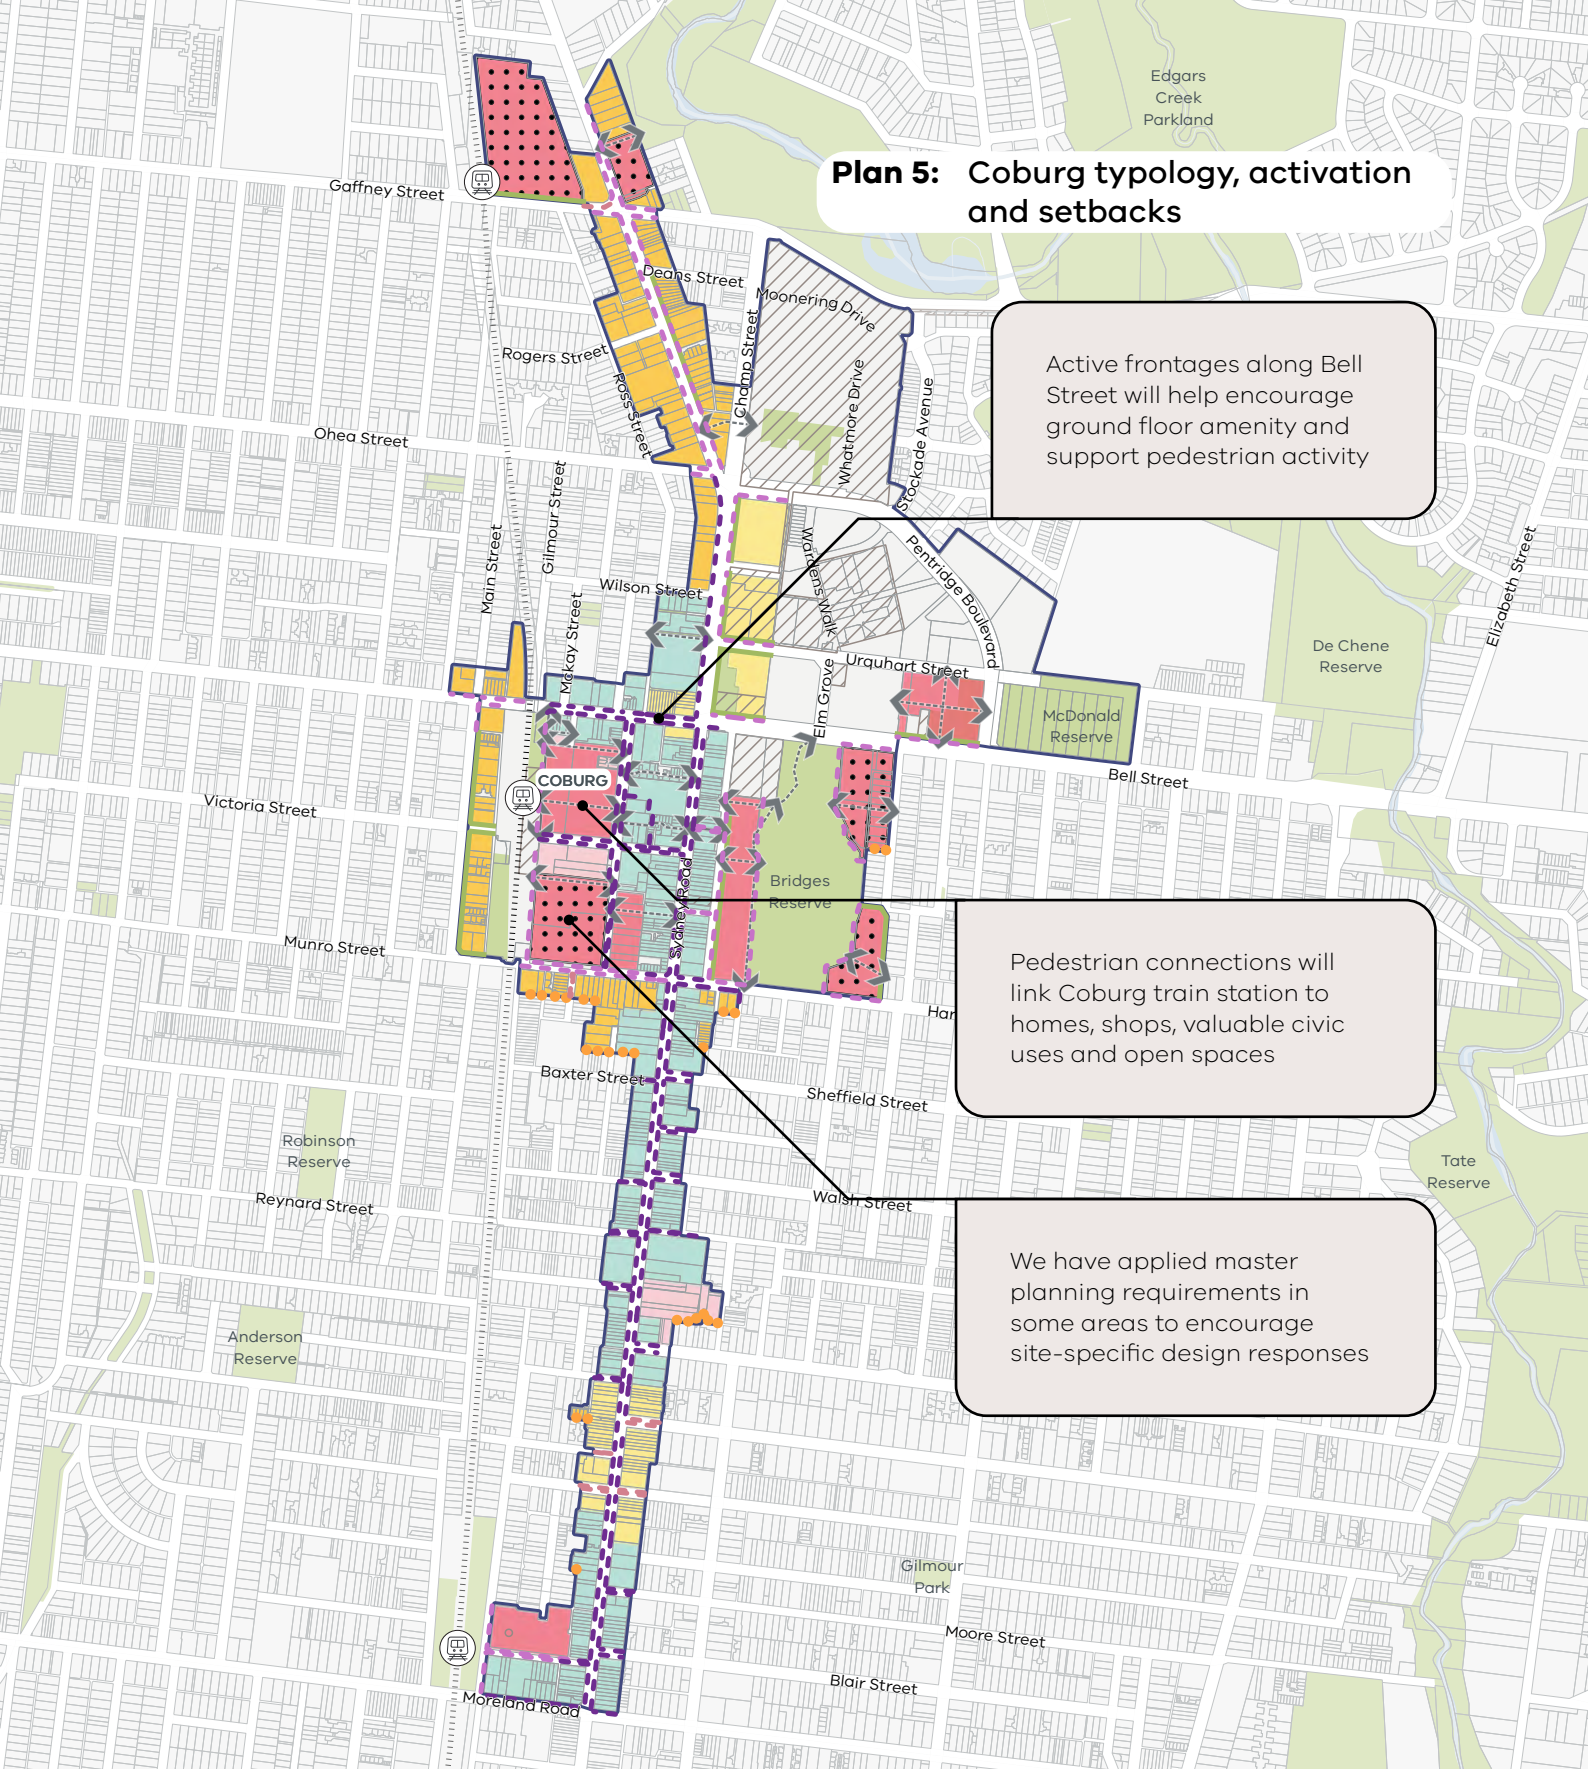 Edgars
Creek
Parkland
Plan 5: Coburg typology, activation
and setbacks
Gaffney Street
Deans Street
Moonering Drive
Champ Street
Rogers Street
Ross Street
Whatmore Drive
Stockade Avenue
Active frontages along Bell
Street will help encourage
ground floor amenity and
support pedestrian activity
Ohea Street
Gilmour Street
Main Street
Mckay Street
Wilson Street
Wardens Walk
Pentridge Boulevard
Elizabeth Street
De Chene
Reserve
Urquhart Street
Elm Grove
McDonald
Reserve
Bell Street
COBURG
Victoria Street
Sydney Road
Bridges
Reserve
Munro Street
Har
Pedestrian connections will
link Coburg train station to
homes, shops, valuable civic
uses and open spaces
Baxter Street
Sheffield Street
Robinson
Reserve
Tate
Reserve
Reynard Street
Walsh Street
We have applied master
planning requirements in
some areas to encourage
site-specific design responses
Anderson
Reserve
Gilmour
Park
Moore Street
Blair Street
Moreland Road